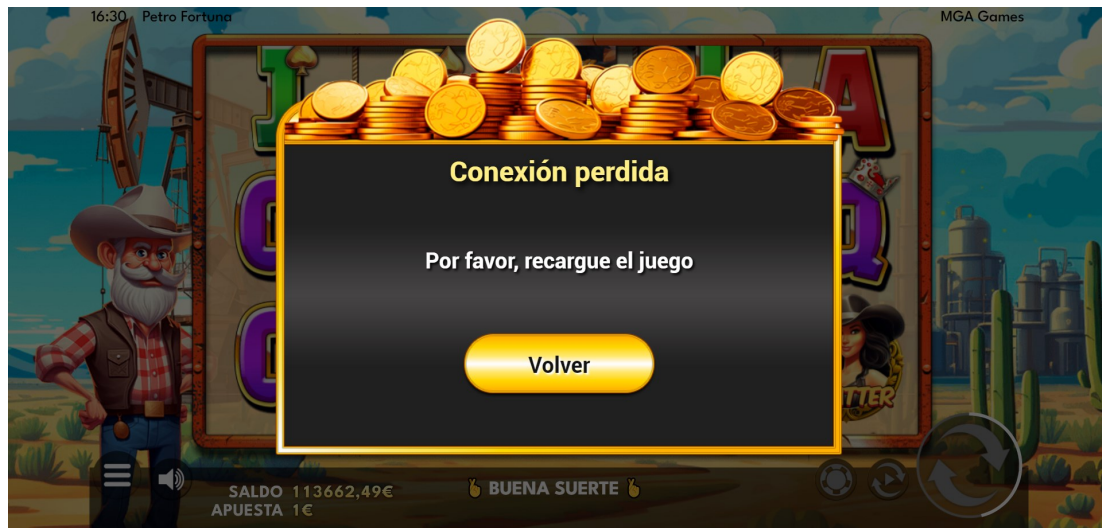 16:30 Petro Fortuna
MGA Games
Conexión perdida
Por favor, recargue el juego
Volver
TTER
SALDO 113662,49€
BUENA SUERTE
APUESTA 1€